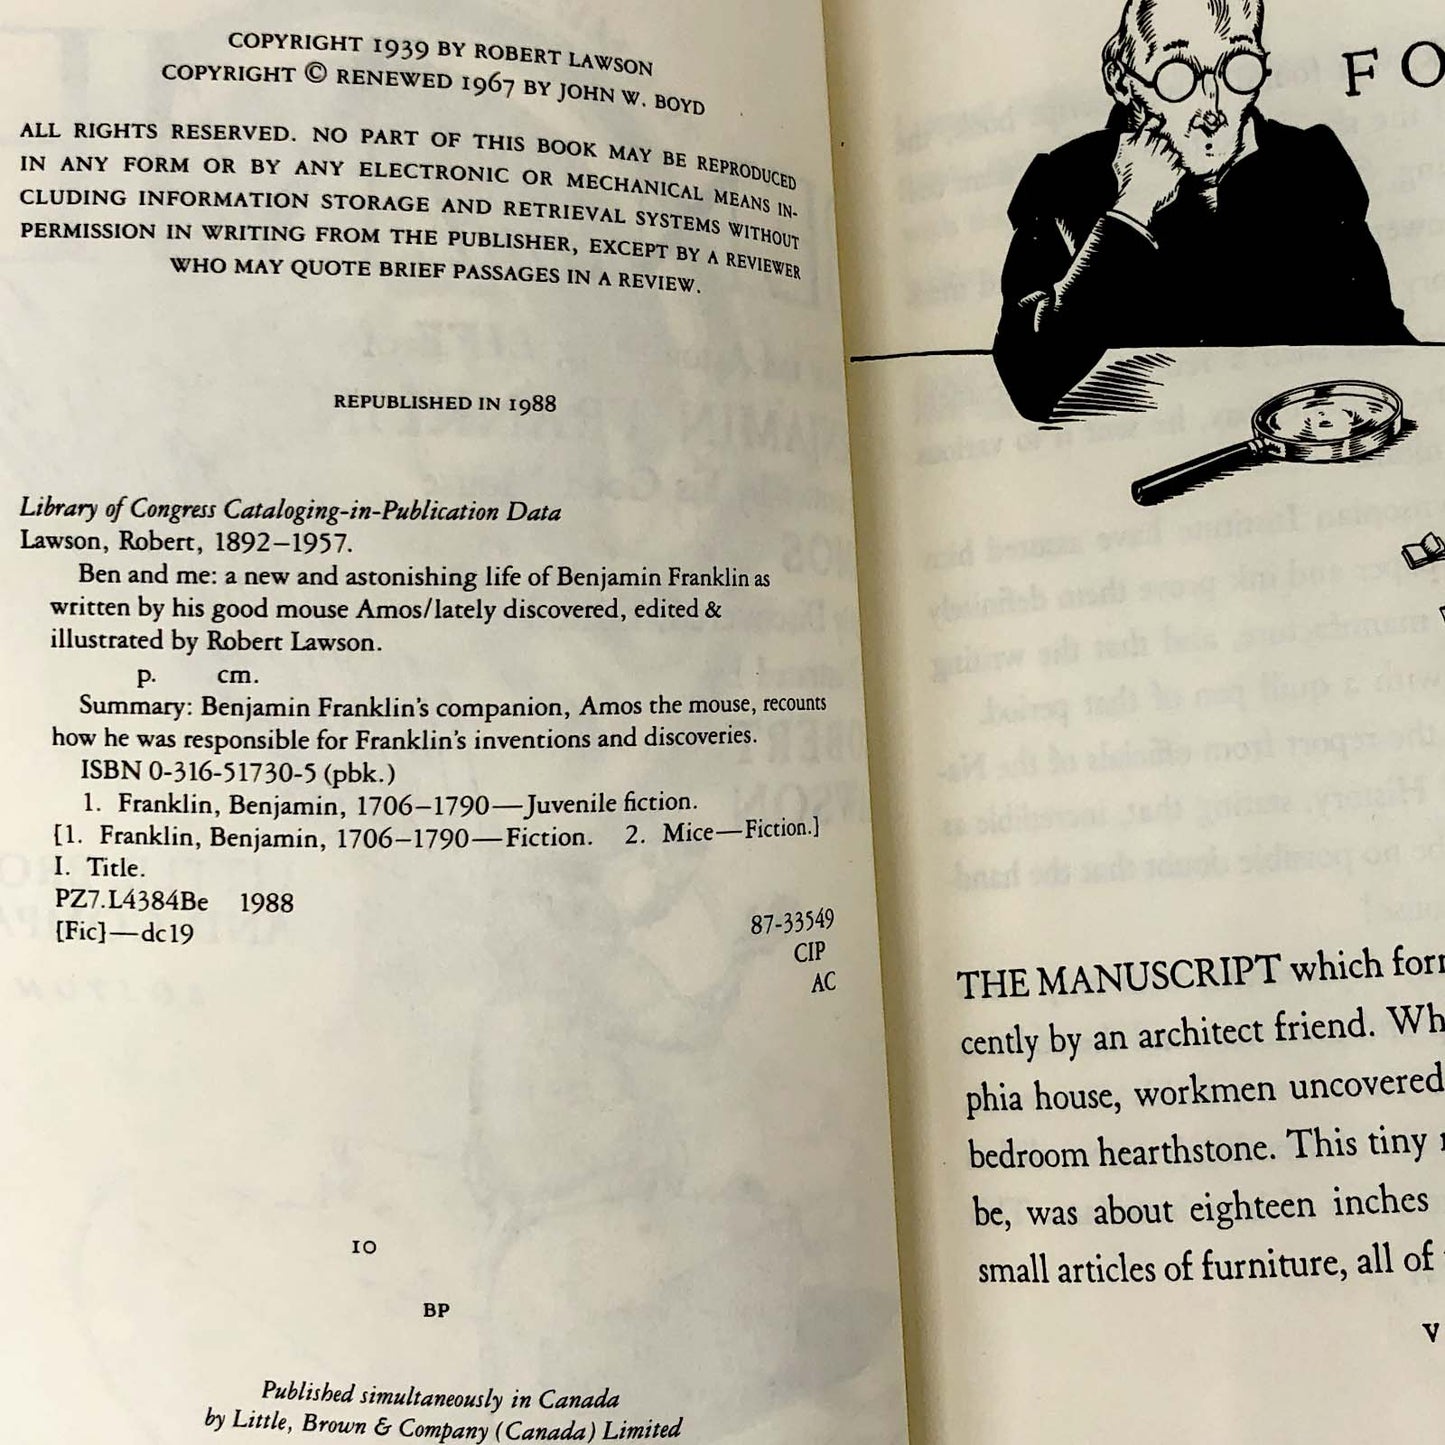 COPYRIGHT 1939 BY ROBERT LAWSON
COPYRIGHT © RENEWED 1967 BY JOHN W. BOYD
ALL RIGHTS RESERVED. NO PART OF THIS BOOK MAY BE REPRODUCED
IN ANY FORM OR BY ANY ELECTRONIC OR MECHANICAL MEANS IN-
CLUDING INFORMATION STORAGE AND RETRIEVAL SYSTEMS WITHOUT
PERMISSION IN WRITING FROM THE PUBLISHER, EXCEPT BY A REVIEWER
WHO MAY QUOTE BRIEF PASSAGES IN A REVIEW.
REPUBLISHED IN 1988
Library of Congress Cataloging-in-Publication Data
Lawson, Robert, 1892–1957.
Ben and me: a new and astonishing life of Benjamin Franklin as
written by his good mouse Amos/lately discovered, edited &
illustrated by Robert Lawson.
p. cm.
Summary: Benjamin Franklin's companion, Amos the mouse, recounts
how he was responsible for Franklin's inventions and discoveries.
ISBN 0-316-51730-5 (pbk.)
1. Franklin, Benjamin, 1706–1790—Juvenile fiction.
[1. Franklin, Benjamin, 1706–1790—Fiction. 2. Mice—Fiction.]
I. Title.
PZ7.L4384Be 1988
[Fic]—dc19
87-33549
CIP
AC
10
BP
Published simultaneously in Canada
by Little, Brown & Company (Canada) Limited
FO
THE MANUSCRIPT which for
cently by an architect friend. Wh
phia house, workmen uncovered
bedroom hearthstone. This tiny
be, was about eighteen inches
small articles of furniture, all of
V